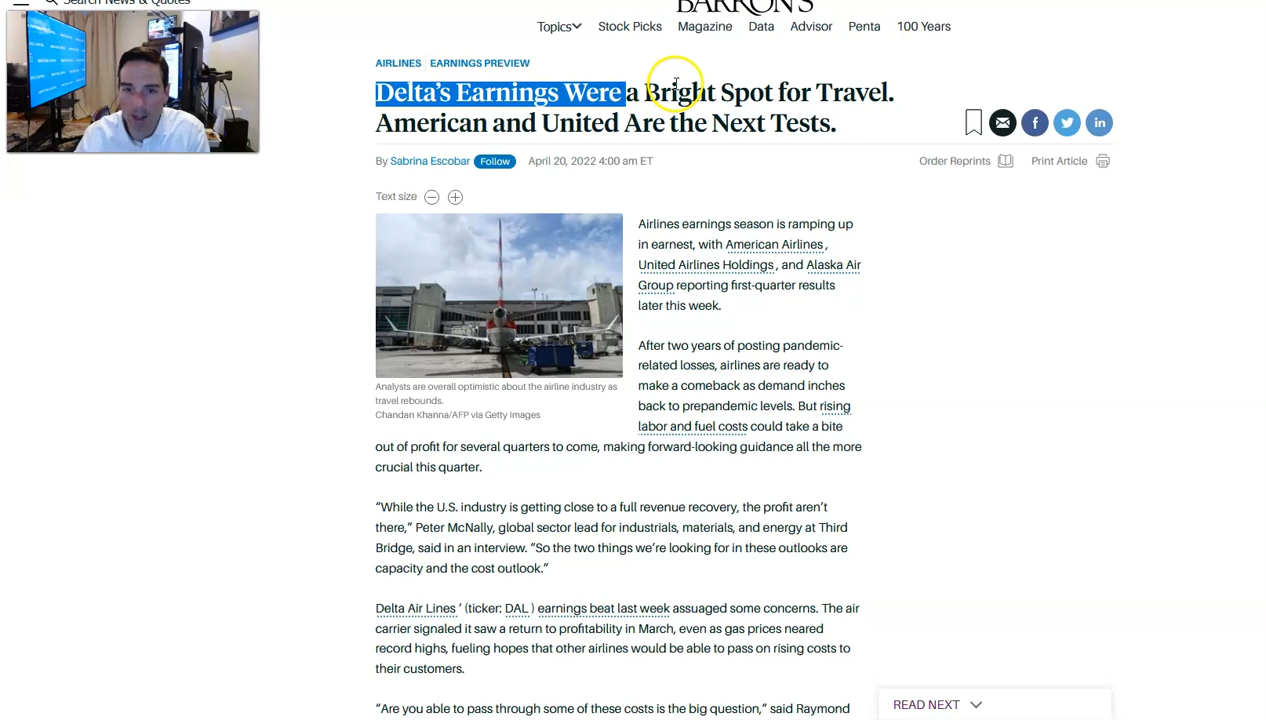 Search News & Quotes
BARRON'S
Topics Stock Picks Magazine Data Advisor Penta 100 Years
AIRLINES | EARNINGS PREVIEW
Delta's Earnings Were a Bright Spot for Travel.
American and United Are the Next Tests.
By Sabrina Escobar Follow April 20, 2022 4:00 am ET
Order Reprints Print Article
Text size
Airlines earnings season is ramping up
in earnest, with American Airlines,
United Airlines Holdings, and Alaska Air
Group reporting first-quarter results
later this week.
After two years of posting pandemic-
related losses, airlines are ready to
make a comeback as demand inches
back to prepandemic levels. But rising
labor and fuel costs could take a bite
Analysts are overall optimistic about the airline industry as
travel rebounds.
Chandan Khanna/AFP via Getty Images
out of profit for several quarters to come, making forward-looking guidance all the more
crucial this quarter.
“While the U.S. industry is getting close to a full revenue recovery, the profit aren’t
there,” Peter McNally, global sector lead for industrials, materials, and energy at Third
Bridge, said in an interview. “So the two things we’re looking for in these outlooks are
capacity and the cost outlook.”
Delta Air Lines ’ (ticker: DAL ) earnings beat last week assuaged some concerns. The air
carrier signaled it saw a return to profitability in March, even as gas prices neared
record highs, fueling hopes that other airlines would be able to pass on rising costs to
their customers.
“Are you able to pass through some of these costs is the big question,” said Raymond
READ NEXT